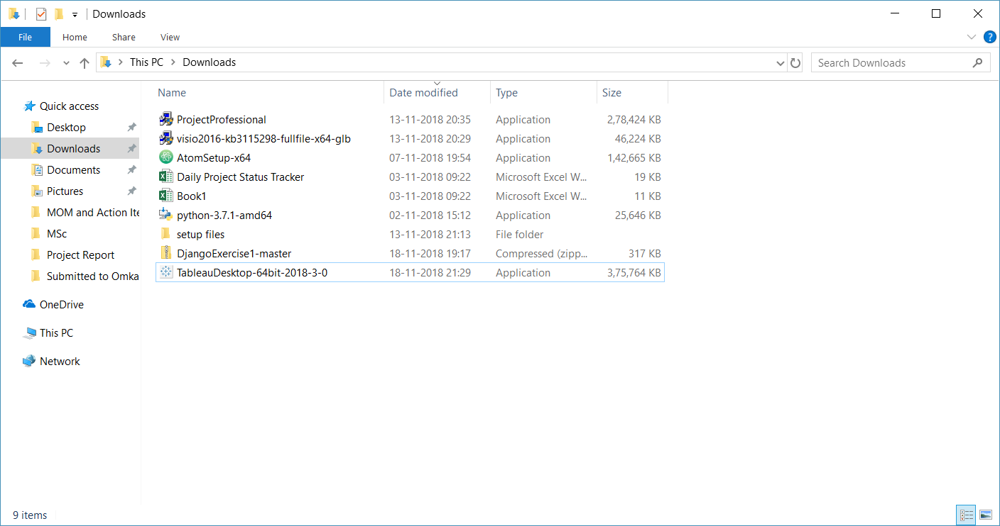 Downloads
File Home Share View
This PC Downloads Search Downloads
Name Date modified Type Size
Quick access
Desktop
Downloads
Documents
Pictures
MOM and Action Ite
MSc
Project Report
Submitted to Omka
OneDrive
This PC
Network
ProjectProfessional 13-11-2018 20:35 Application 2,78,424 KB
visio2016-kb3115298-fullfile-x64-glb 13-11-2018 20:29 Application 46,224 KB
AtomSetup-x64 07-11-2018 19:54 Application 1,42,665 KB
Daily Project Status Tracker 03-11-2018 09:22 Microsoft Excel W... 19 KB
Book1 03-11-2018 09:22 Microsoft Excel W... 11 KB
python-3.7.1-amd64 02-11-2018 15:12 Application 25,646 KB
setup files 13-11-2018 21:13 File folder
DjangoExercise1-master 18-11-2018 19:17 Compressed (zipp... 317 KB
TableauDesktop-64bit-2018-3-0 18-11-2018 21:29 Application 3,75,764 KB
9 items